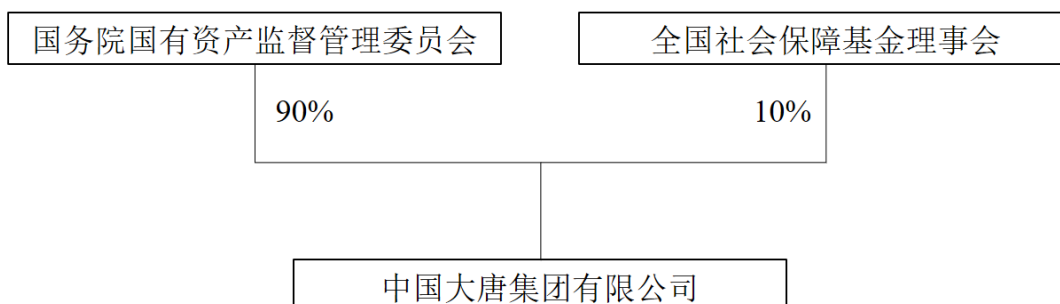 国务院国有资产监督管理委员会
全国社会保障基金理事会
90%
10%
中国大唐集团有限公司